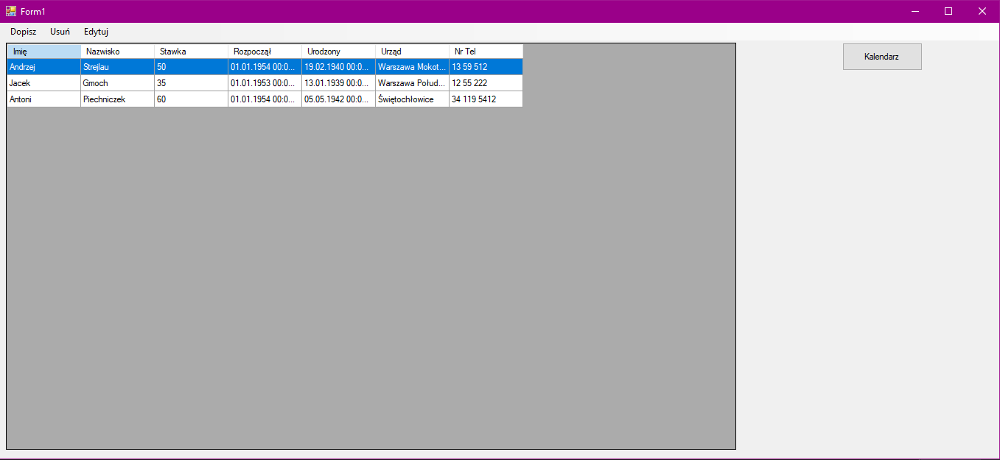 Form1
Dopisz Usuń Edytuj
Imię Nazwisko Stawka Rozpoczął Urodzony Urząd Nr Tel Kalendarz
Andrzej Strejlau 50 01.01.1954 00:0... 19.02.1940 00:0... Warszawa Mokot... 13 59 512
Jacek Gmoch 35 01.01.1953 00:0... 13.01.1939 00:0... Warszawa Połud... 12 55 222
Antoni Piechniczek 60 01.01.1954 00:0... 05.05.1942 00:0... Świętochłowice 34 119 5412